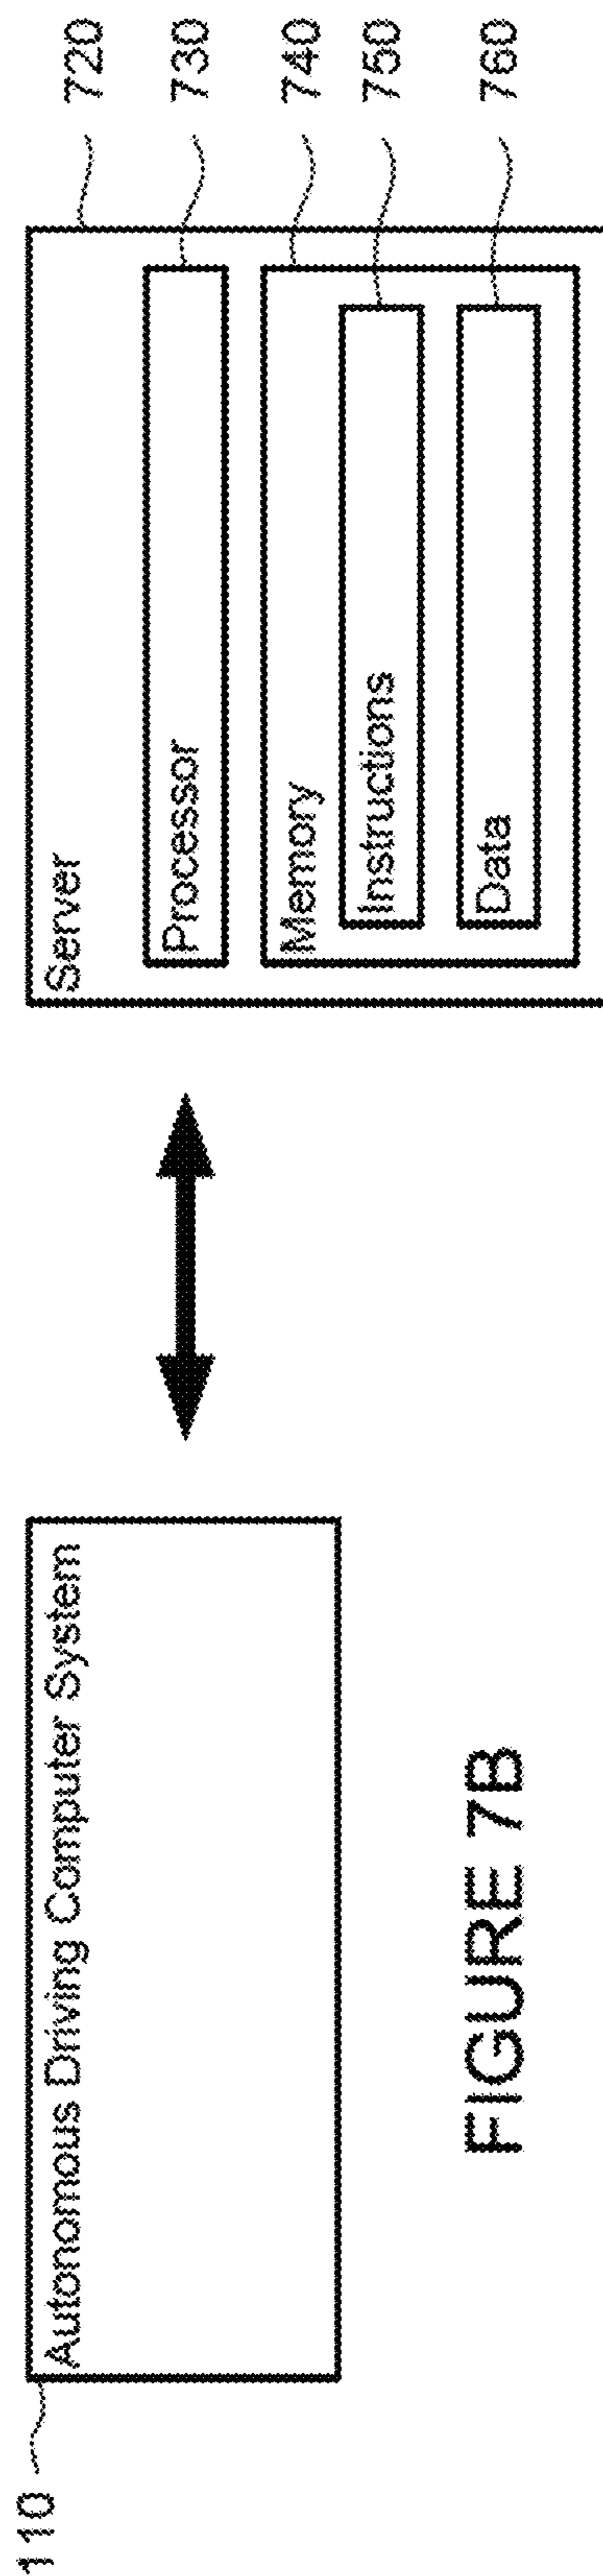 110
Autonomous Driving Computer System
Server
720
Processor
730
Memory
740
Instructions
750
Data
760
FIGURE 7B